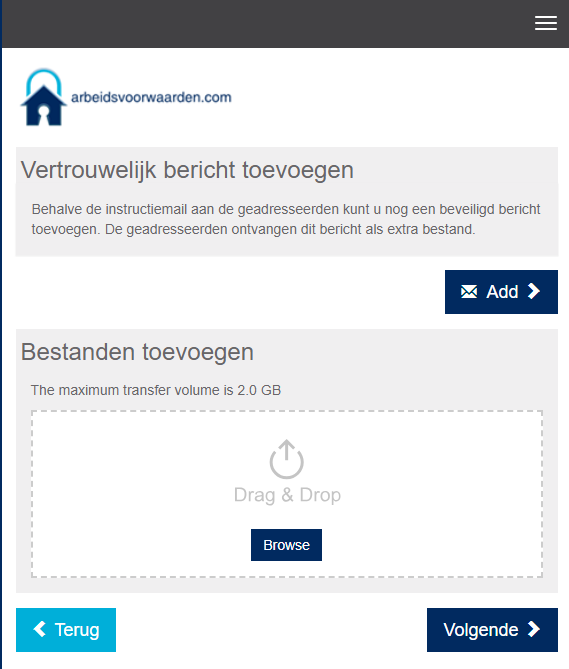 arbeidsvoorwaarden.com
Vertrouwelijk bericht toevoegen
Behalve de instructiemail aan de geadresseerden kunt u nog een beveiligd bericht
toevoegen. De geadresseerden ontvangen dit bericht als extra bestand.
Add
Bestanden toevoegen
The maximum transfer volume is 2.0 GB
Drag & Drop
Browse
Terug
Volgende